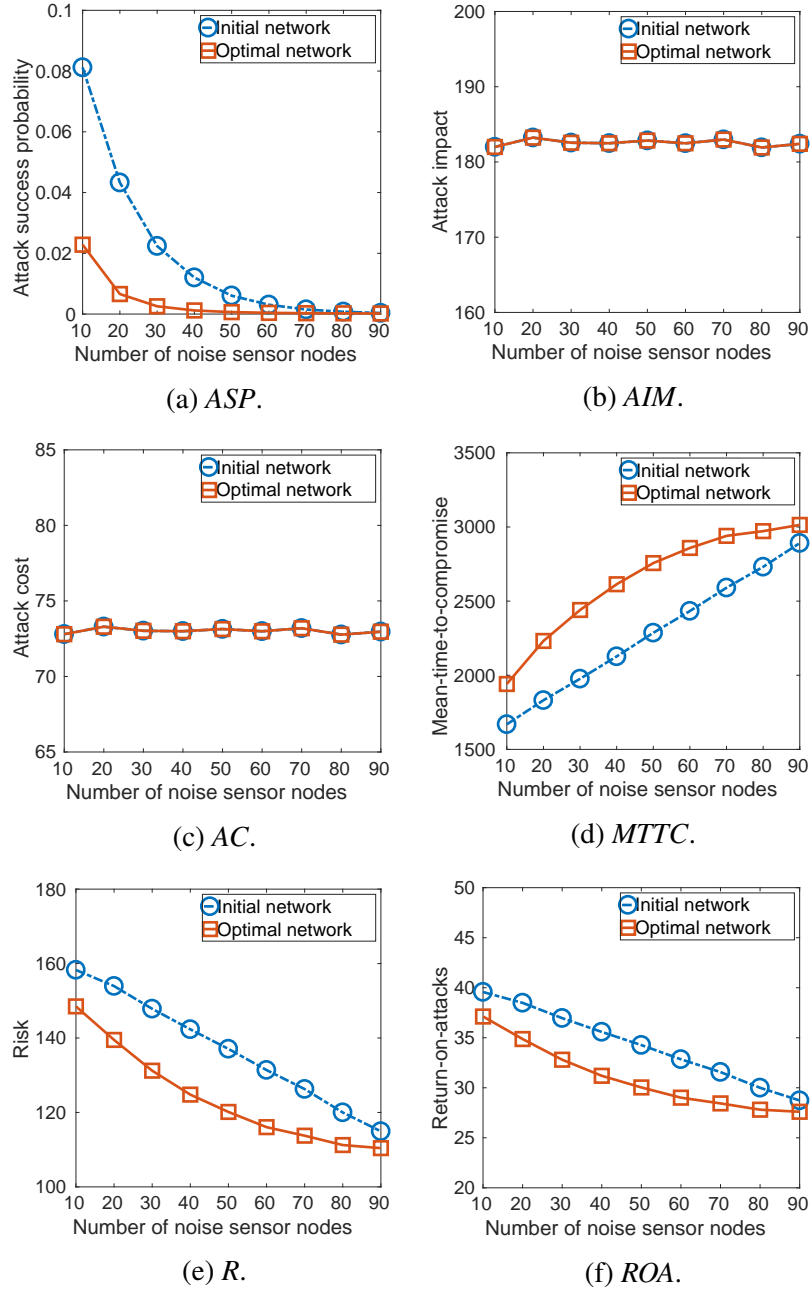 0.1
0.08
0.06
0.04
0.02
0
Attack success probability
Initial network
Optimal network
10 20 30 40 50 60 70 80 90
Number of noise sensor nodes
(a) ASP.
200
190
180
170
160
Attack impact
Initial network
Optimal network
10 20 30 40 50 60 70 80 90
Number of noise sensor nodes
(b) AIM.
85
80
75
70
65
Attack cost
Initial network
Optimal network
10 20 30 40 50 60 70 80 90
Number of noise sensor nodes
(c) AC.
3500
3000
2500
2000
1500
Mean-time-to-compromise
Initial network
Optimal network
10 20 30 40 50 60 70 80 90
Number of noise sensor nodes
(d) MTTC.
180
160
140
120
100
Risk
Initial network
Optimal network
10 20 30 40 50 60 70 80 90
Number of noise sensor nodes
(e) R.
50
45
40
35
30
25
20
Return-on-attacks
Initial network
Optimal network
10 20 30 40 50 60 70 80 90
Number of noise sensor nodes
(f) ROA.